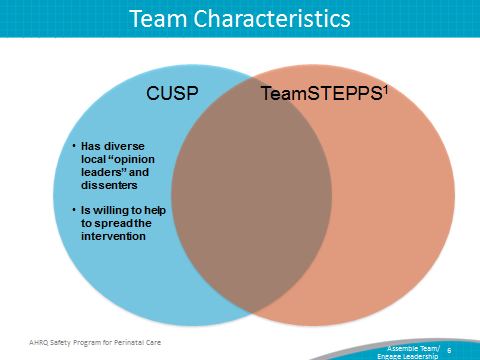 Team Characteristics
CUSP
TeamSTEPPS1
• Has diverse
local “opinion
leaders” and
dissenters
• Is willing to help
to spread the
intervention
AHRQ Safety Program for Perinatal Care
Assemble Team/
Engage Leadership
6